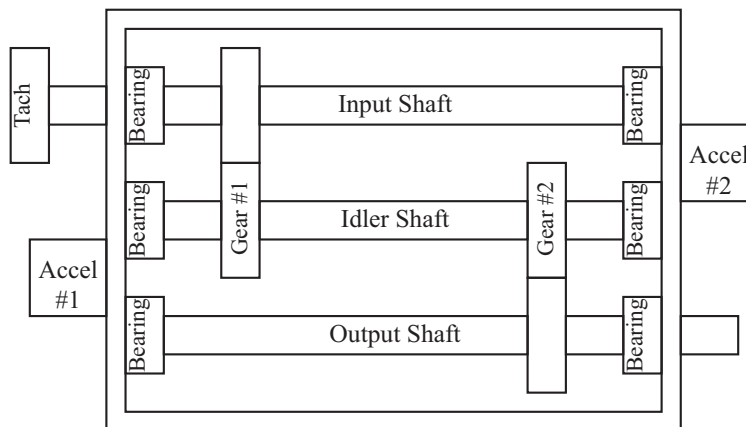 Tach
Bearing
Input Shaft
Bearing
Accel
#2
Bearing
Gear #1
Idler Shaft
Gear #2
Bearing
Accel
#1
Bearing
Output Shaft
Bearing